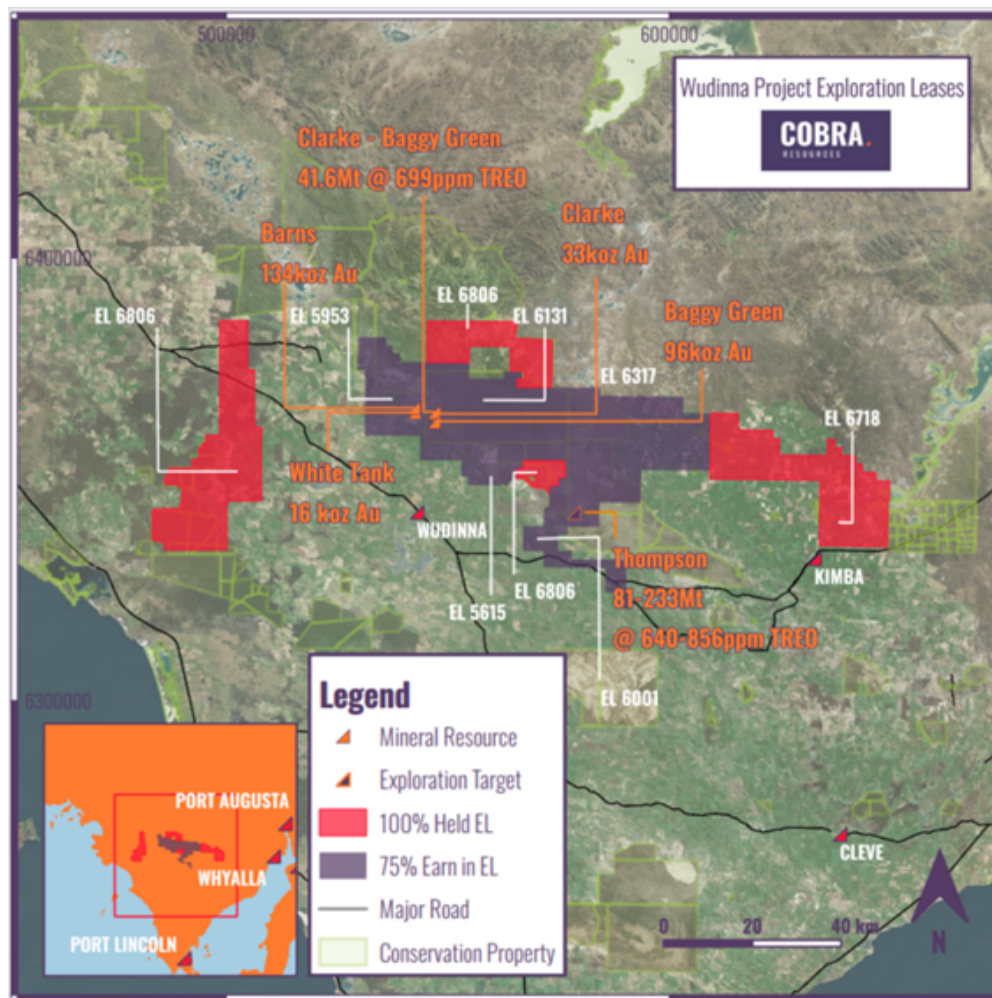 500000
600000
Wudinna Project Exploration Leases
COBRA.
RESOURCES
Clarke - Baggy Green
41.6Mt @ 699ppm TREO
Barns
134koz Au
Clarke
33koz Au
6400000
EL 6806
EL 5953
EL 6806
EL 6131
Baggy Green
96koz Au
EL 6317
EL 6718
White Tank
16 koz Au
WUDINNA
EL 5615
EL 6806
Thompson
81-233Mt
@ 640-856ppm TREO
KIMBA
EL 6001
6300000
Legend
Mineral Resource
Exploration Target
100% Held EL
75% Earn in EL
Major Road
Conservation Property
PORT AUGUSTA
WHYALLA
PORT LINCOLN
CLEVE
0 20 40 km
N